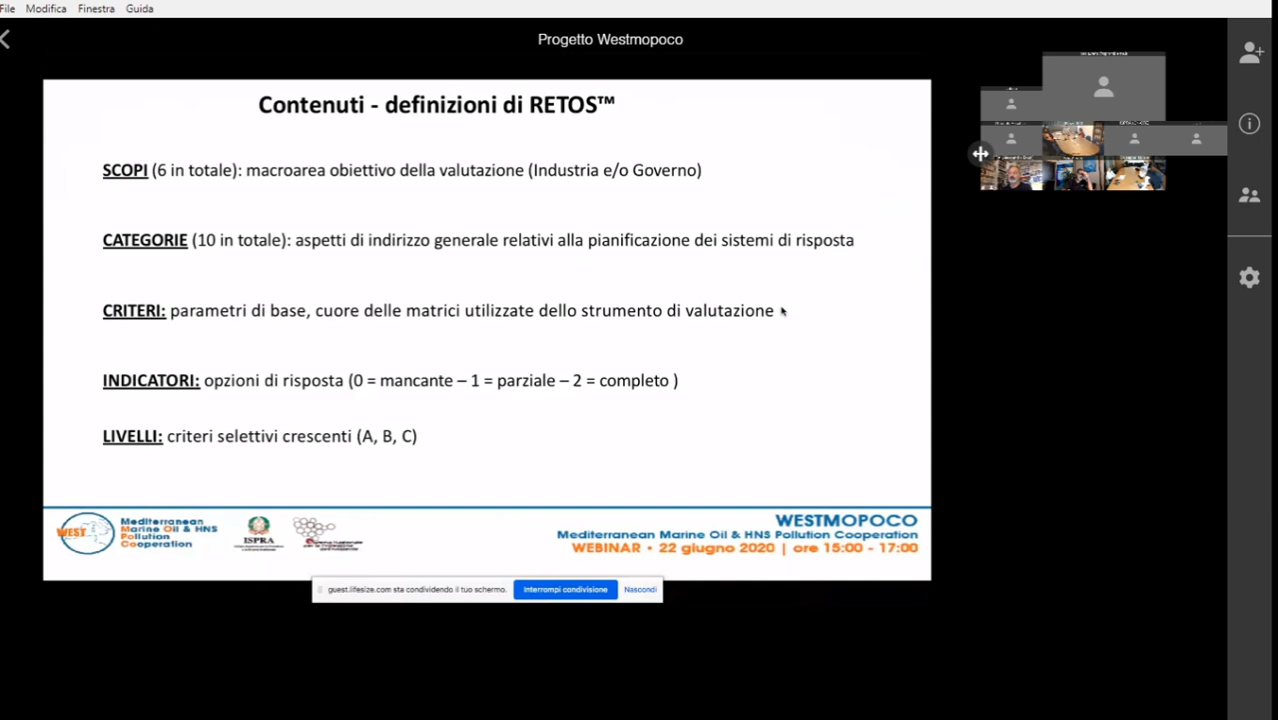 File Modifica Finestra Guida
Progetto Westmopoco
Contenuti - definizioni di RETOS™
SCOPI (6 in totale): macroarea obiettivo della valutazione (Industria e/o Governo)
CATEGORIE (10 in totale): aspetti di indirizzo generale relativi alla pianificazione dei sistemi di risposta
CRITERI: parametri di base, cuore delle matrici utilizzate dello strumento di valutazione
INDICATORI: opzioni di risposta (0 = mancante – 1 = parziale – 2 = completo )
LIVELLI: criteri selettivi crescenti (A, B, C)
WEST
Mediterranean
Marine Oil & HNS
Pollution
Cooperation
ISPRA
WESTMOPOCO
Mediterranean Marine Oil & HNS Pollution Cooperation
WEBINAR • 22 giugno 2020 | ore 15:00 - 17:00
guest.lifesize.com sta condividendo il tuo schermo. Interrompi condivisione Nascondi